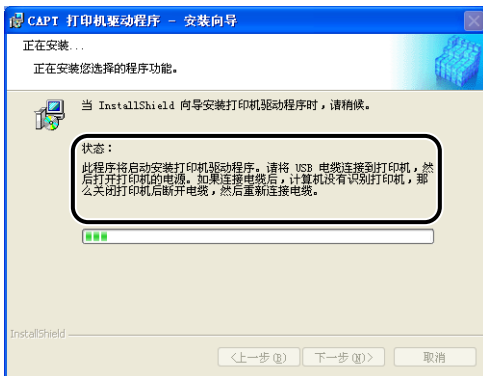 CAPT 打印机驱动程序 - 安装向导
正在安装...
正在安装您选择的程序功能。
当 InstallShield 向导安装打印机驱动程序时，请稍候。
状态：
此程序将启动安装打印机驱动程序。请将 USB 电缆连接到打印机，然
后打开打印机的电源。如果连接电缆后，计算机没有识别打印机，那
么关闭打印机后断开电缆，然后重新连接电缆。
InstallShield
<上一步(B) 下一步(N)> 取消